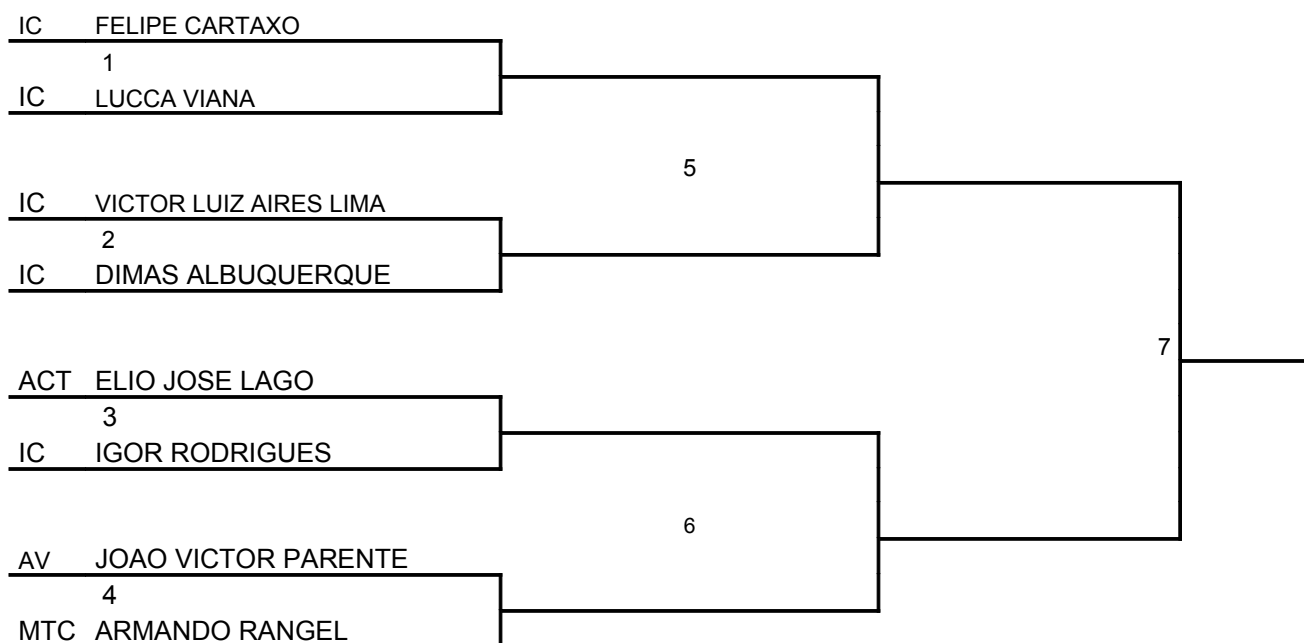 IC FELIPE CARTAXO
1
IC LUCCA VIANA
5
IC VICTOR LUIZ AIRES LIMA
2
IC DIMAS ALBUQUERQUE
7
ACT ELIO JOSE LAGO
3
IC IGOR RODRIGUES
6
AV JOAO VICTOR PARENTE
4
MTC ARMANDO RANGEL